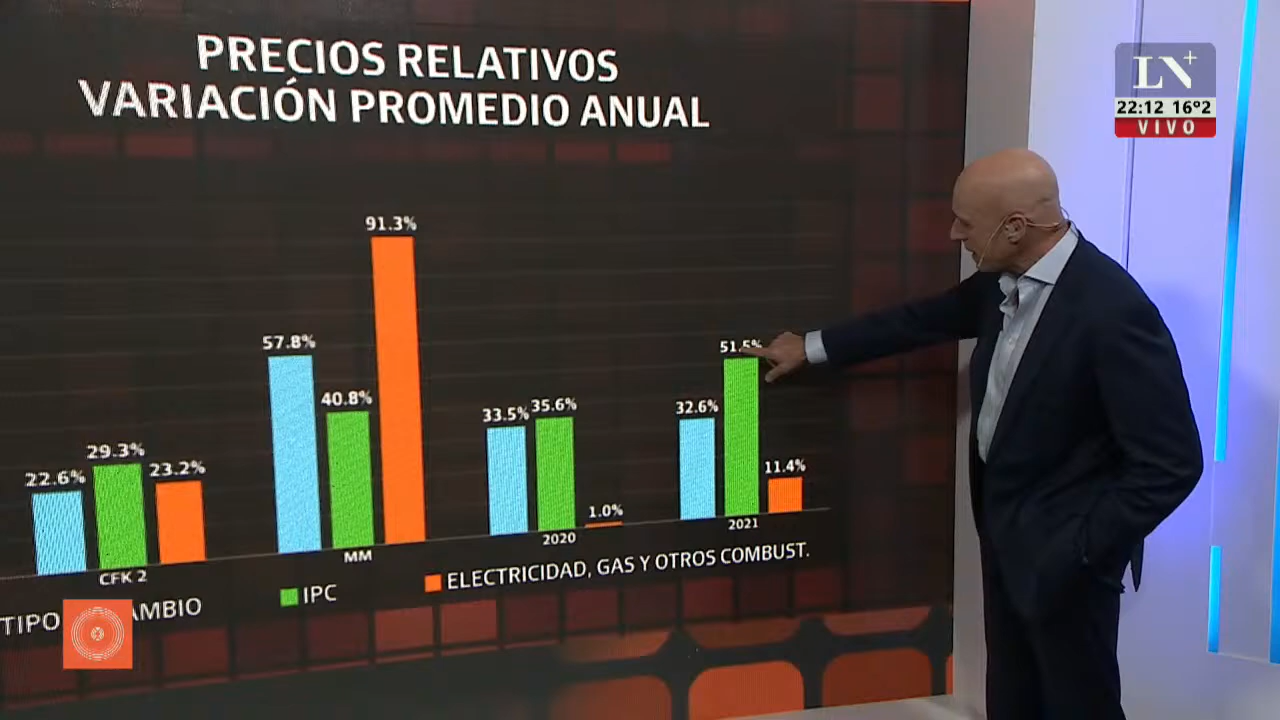 PRECIOS RELATIVOS
VARIACIÓN PROMEDIO ANUAL
LN+
22:12 16º2
VIVO
91.3%
57.8%
40.8%
51.5%
33.5% 35.6%
32.6%
29.3%
22.6%
23.2%
11.4%
1.0%
CFK 2
MM
2020
2021
TIPO AMBIO
IPC
ELECTRICIDAD, GAS Y OTROS COMBUST.